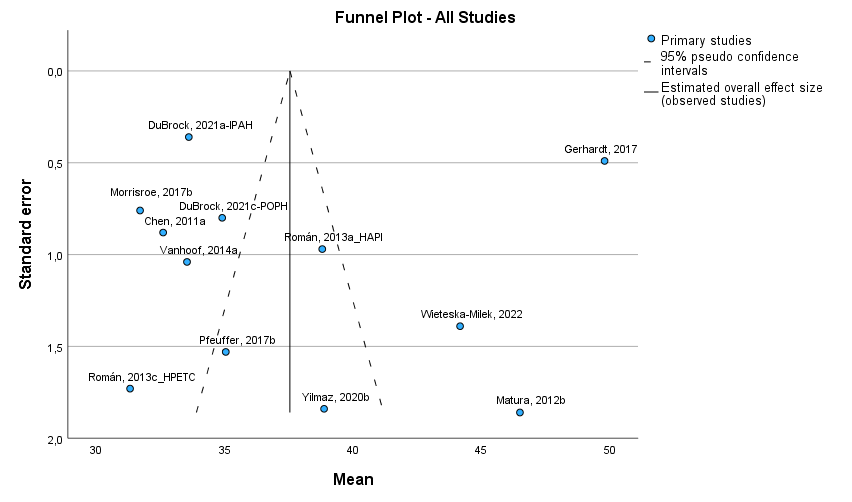 Funnel Plot - All Studies
Primary studies
95% pseudo confidence
intervals
Estimated overall effect size
(observed studies)
Standard error
0,0
0,5
1,0
1,5
2,0
DuBrock, 2021a-IPAH
Gerhardt, 2017
Morrisroe, 2017b
DuBrock, 2021c-POPH
Chen, 2011a
Román, 2013a_HAPI
Vanhoof, 2014a
Wieteska-Milek, 2022
Pfeuffer, 2017b
Román, 2013c_HPETC
Yilmaz, 2020b
Matura, 2012b
30
35
40
45
50
Mean